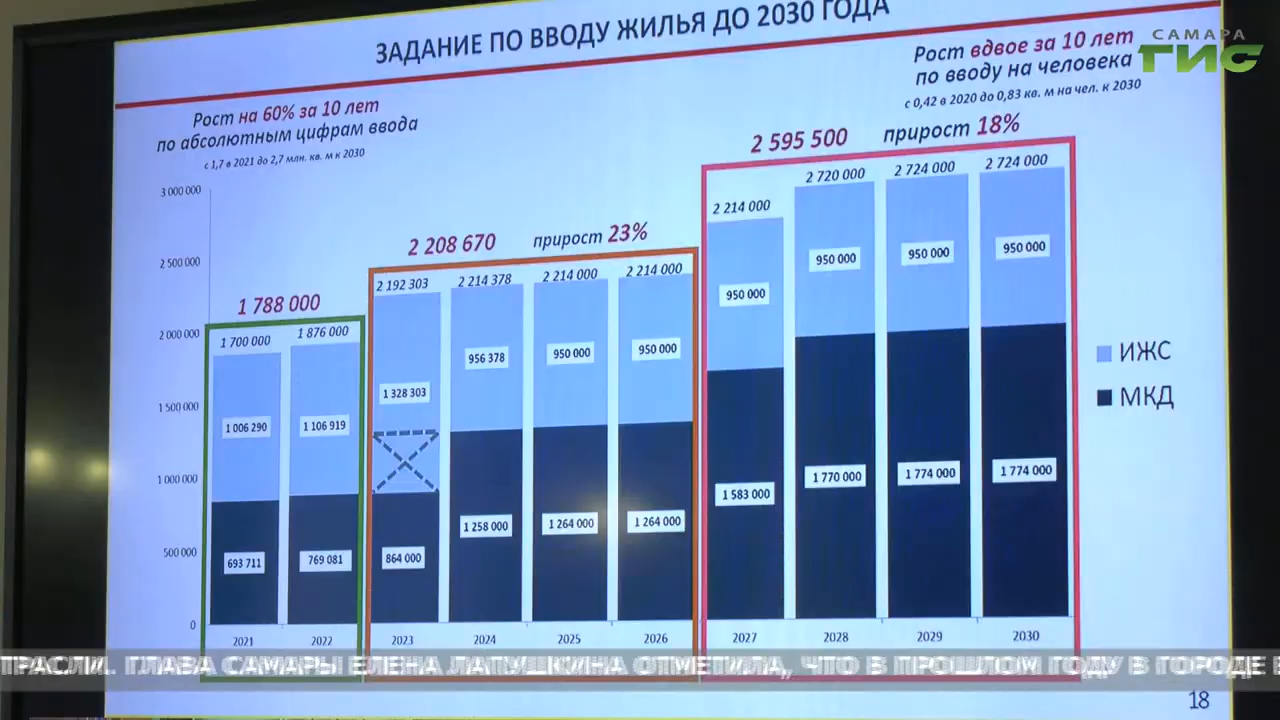 ЗАДАНИЕ ПО ВВОДУ ЖИЛЬЯ ДО 2030 ГОДА
САМАРА
ГИС
Рост на 60% за 10 лет
по абсолютным цифрам ввода
с 1,7 в 2021 до 2,7 млн. кв. м к 2030
Рост вдвое за 10 лет
по вводу на человека
с 0,42 в 2020 до 0,83 кв. м на чел. к 2030
2 595 500 прирост 18%
2 208 670 прирост 23%
1 788 000
3 000 000
2 500 000
2 000 000
1 500 000
1 000 000
500 000
0
1 700 000
1 006 290
693 711
2021
1 876 000
1 106 919
769 081
2022
2 192 303
1 328 303
864 000
2023
2 214 378
956 378
1 258 000
2024
2 214 000
950 000
1 264 000
2025
2 214 000
950 000
1 264 000
2026
2 214 000
950 000
1 583 000
2027
2 720 000
950 000
1 770 000
2028
2 724 000
950 000
1 774 000
2029
2 724 000
950 000
1 774 000
2030
ИЖС
МКД
ТРАСЛИ. ГЛАВА САМАРЫ ЕЛЕНА ЛАПУШКИНА ОТМЕТИЛА, ЧТО В ПРОШЛОМ ГОДУ В ГОРОДЕ
18